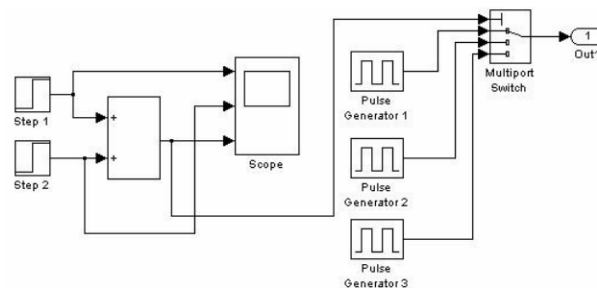 Step 1
+
+
Step 2
Scope
Pulse
Generator 1
Pulse
Generator 2
Pulse
Generator 3
Multiport
Switch
1
Out1